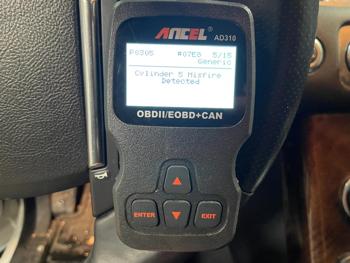 ANCEL® AD310
P0305 #07E8 5/15
Generic
Cylinder 5 Misfire
Detected
OBDII/EOBD+CAN
ENTER
EXIT